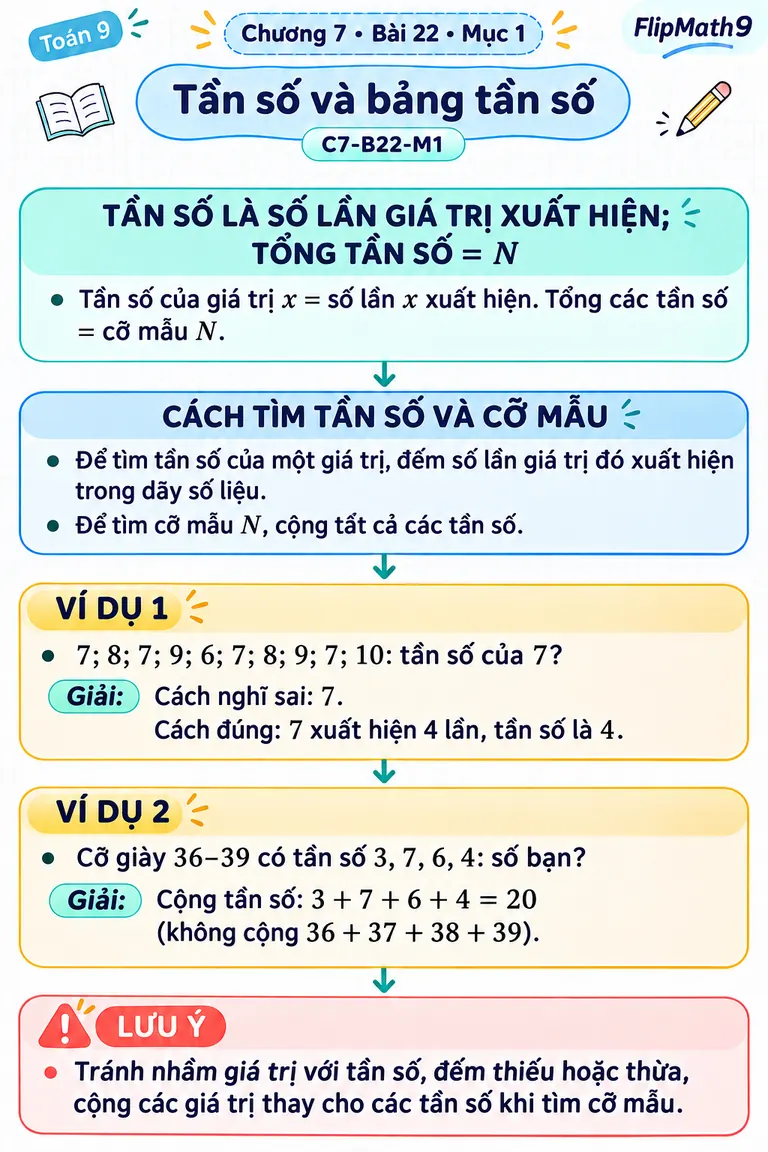 Toán 9
Chương 7 • Bài 22 • Mục 1
FlipMath9
Tần số và bảng tần số
C7-B22-M1
TẦN SỐ LÀ SỐ LẦN GIÁ TRỊ XUẤT HIỆN;
TỔNG TẦN SỐ = N
• Tần số của giá trị x = số lần x xuất hiện. Tổng các tần số
= cỡ mẫu N.
CÁCH TÌM TẦN SỐ VÀ CỠ MẪU
• Để tìm tần số của một giá trị, đếm số lần giá trị đó xuất hiện
trong dãy số liệu.
• Để tìm cỡ mẫu N, cộng tất cả các tần số.
VÍ DỤ 1
• 7; 8; 7; 9; 6; 7; 8; 9; 7; 10: tần số của 7?
Giải: Cách nghĩ sai: 7.
Cách đúng: 7 xuất hiện 4 lần, tần số là 4.
VÍ DỤ 2
• Cỡ giày 36–39 có tần số 3, 7, 6, 4: số bạn?
Giải: Cộng tần số: 3 + 7 + 6 + 4 = 20
(không cộng 36 + 37 + 38 + 39).
LƯU Ý
• Tránh nhầm giá trị với tần số, đếm thiếu hoặc thừa,
cộng các giá trị thay cho các tần số khi tìm cỡ mẫu.